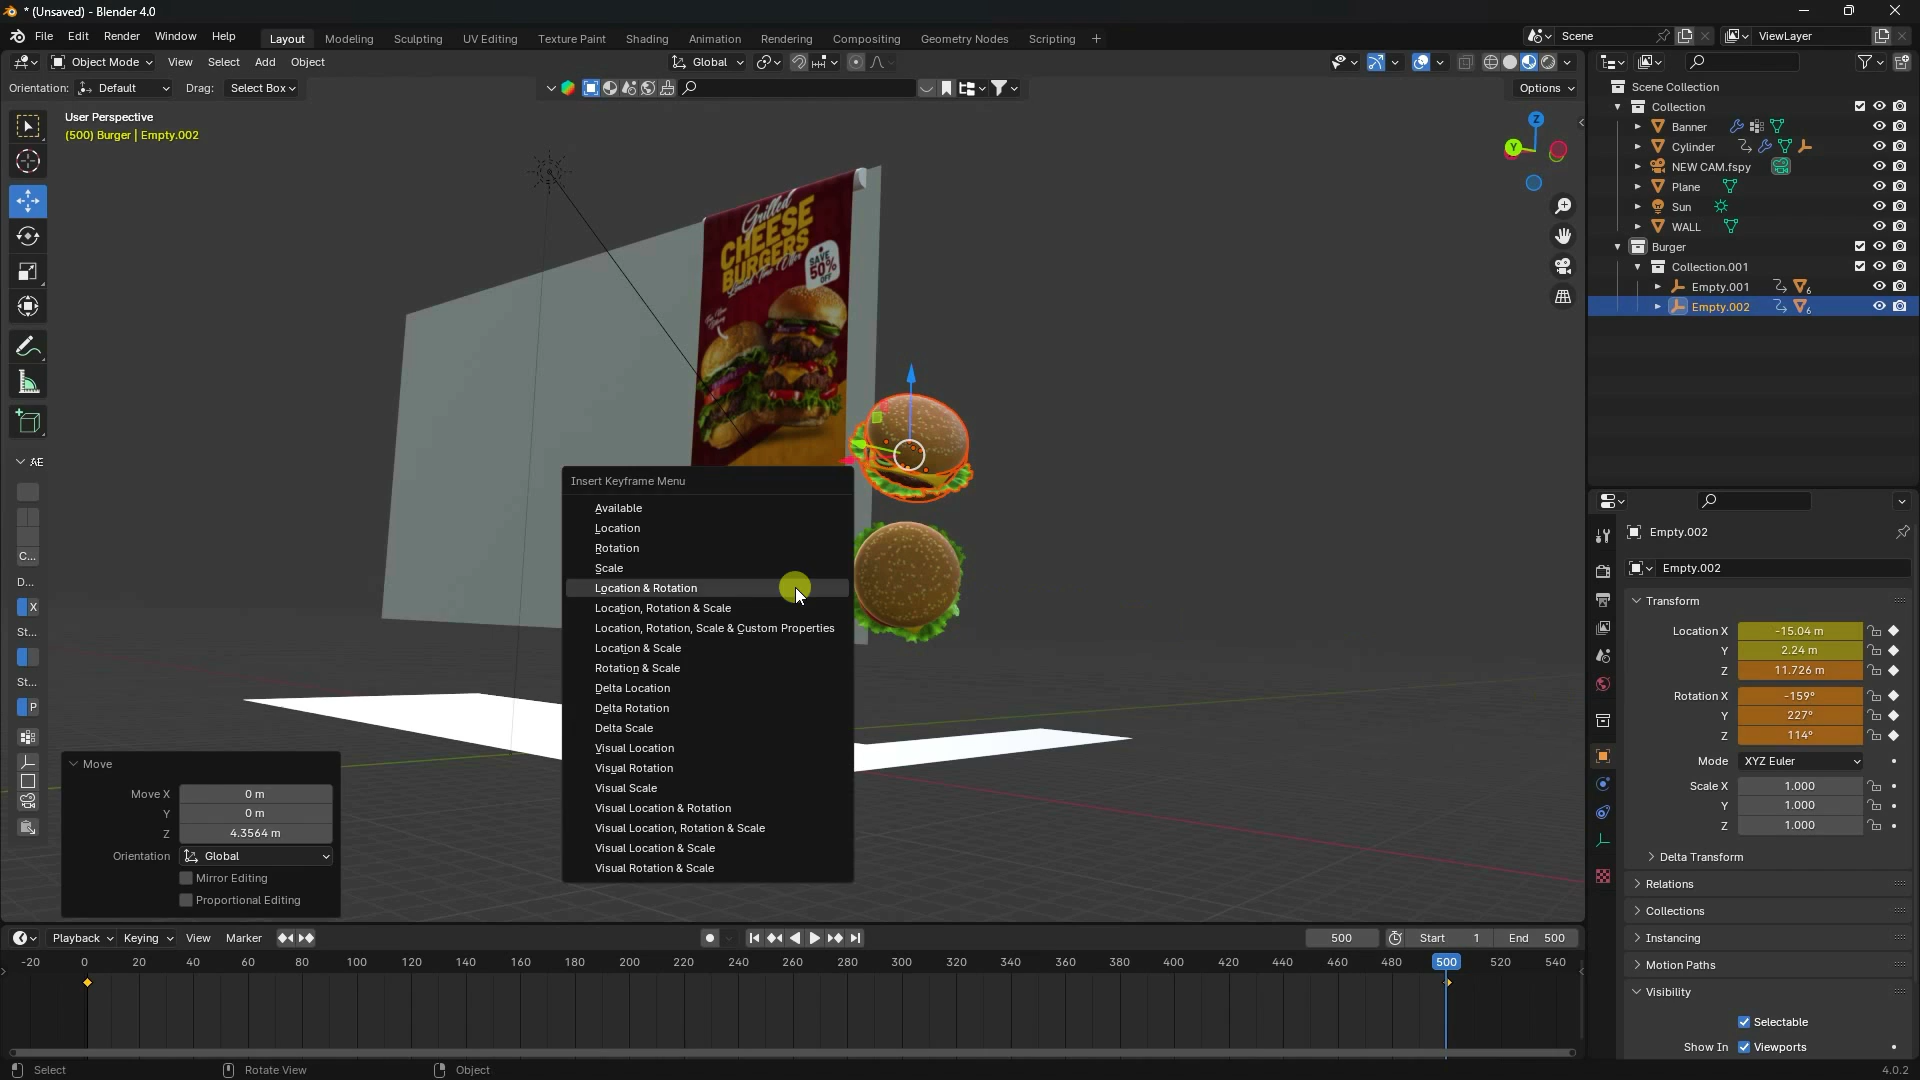 * (Unsaved) - Blender 4.0
File Edit Render Window Help
Layout Modeling Sculpting UV Editing Texture Paint Shading Animation Rendering Compositing Geometry Nodes Scripting +
Scene
ViewLayer
Object Mode View Select Add Object
Global
Orientation: Default Drag: Select Box
Options
User Perspective
(500) Burger | Empty.002
Z
Y
Grilled
CHEESE
BURGERS
Limited Time Offer
SAVE
50%
OFF
AE
C...
D...
X
St...
St...
P
Insert Keyframe Menu
Available
Location
Rotation
Scale
Location & Rotation
Location, Rotation & Scale
Location, Rotation, Scale & Custom Properties
Location & Scale
Rotation & Scale
Delta Location
Delta Rotation
Delta Scale
Visual Location
Visual Rotation
Visual Scale
Visual Location & Rotation
Visual Location, Rotation & Scale
Visual Location & Scale
Visual Rotation & Scale
Move
Move X 0 m
Y 0 m
Z 4.3564 m
Orientation Global
Mirror Editing
Proportional Editing
Scene Collection
Collection
Banner
Cylinder
NEW CAM.fspy
Plane
Sun
WALL
Burger
Collection.001
Empty.001 6
Empty.002 6
Empty.002
Empty.002
Transform
Location X -15.04 m
Y 2.24 m
Z 11.726 m
Rotation X -159°
Y 227°
Z 114°
Mode XYZ Euler
Scale X 1.000
Y 1.000
Z 1.000
Delta Transform
Relations
Collections
Instancing
Motion Paths
Visibility
Selectable
Show In Viewports
Playback Keying View Marker
500 Start 1 End 500
-20 0 20 40 60 80 100 120 140 160 180 200 220 240 260 280 300 320 340 360 380 400 420 440 460 480 500 520 540
Select Rotate View Object
4.0.2